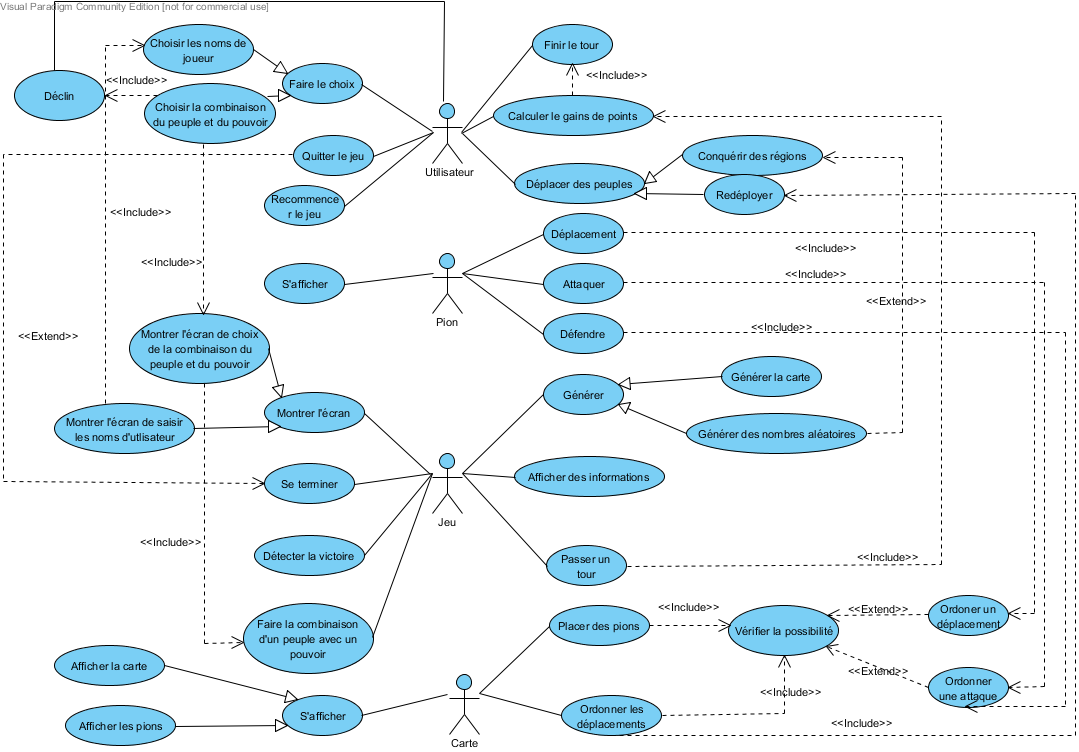 Visual Paradigm Community Edition [not for commercial use]
Choisir les noms de
joueur
Finir le tour
<<Include>>
<<Include>>
Faire le choix
Déclin
Choisir la combinaison
du peuple et du pouvoir
Calculer le gains de points
Quitter le jeu
Utilisateur
Conquérir des régions
Déplacer des peuples
Redéployer
Recommence
r le jeu
<<Include>>
Déplacement
<<Include>>
<<Include>>
<<Include>>
S'afficher
Attaquer
<<Extend>>
Pion
Défendre
<<Include>>
<<Extend>>
Montrer l'écran de choix
de la combinaison du
peuple et du pouvoir
Générer la carte
Générer
Montrer l'écran
Montrer l'écran de saisir
les noms d'utlisateur
Générer des nombres aléatoires
Se terminer
Afficher des informations
Jeu
<<Include>>
Détecter la victoire
Passer un
tour
<<Include>>
Faire la combinaison
d'un peuple avec un
pouvoir
Placer des pions
<<Include>>
Vérifier la possibilité
<<Extend>>
Ordoner un
déplacement
Afficher la carte
<<Extend>>
Ordonner
une attaque
<<Include>>
Afficher les pions
S'afficher
Carte
Ordonner les
déplacements
<<Include>>